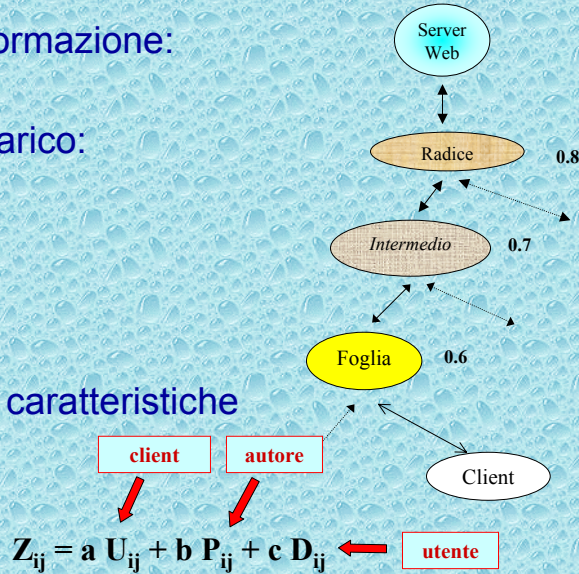 ormazione:
Server
Web
arico:
Radice
0.8
Intermedio
0.7
Foglia
0.6
caratteristiche
client
autore
Client
Zij = a Uij + b Pij + c Dij
utente